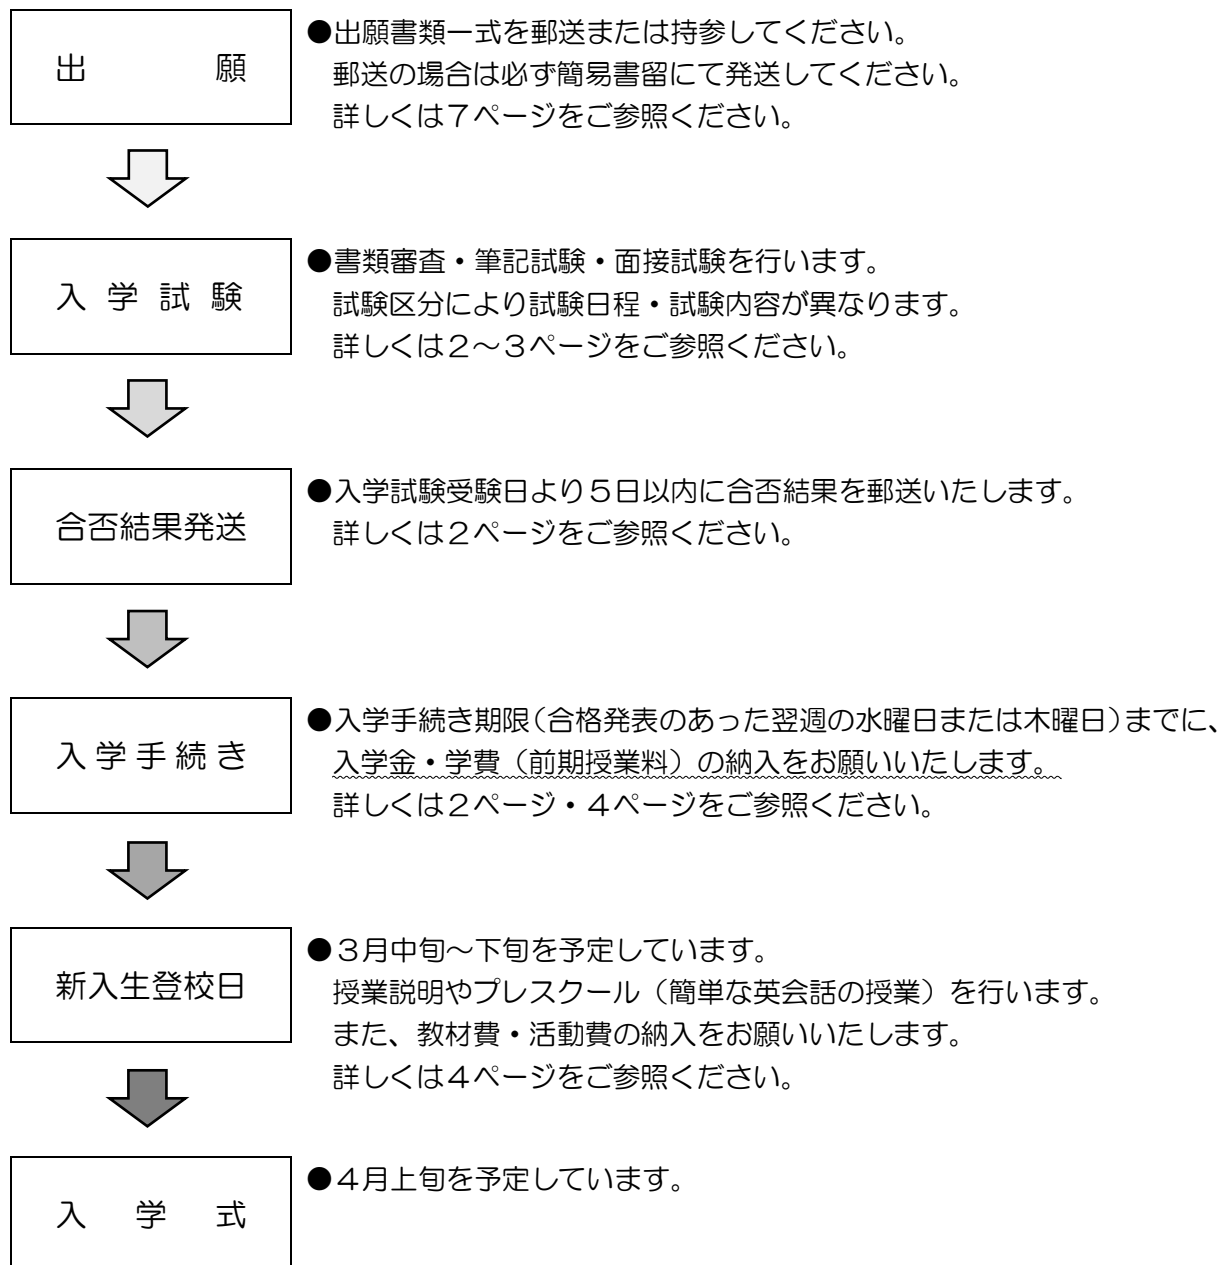 出願
●出願書類一式を郵送または持参してください。
郵送の場合は必ず簡易書留にて発送してください。
詳しくは７ページをご参照ください。
入学試験
●書類審査・筆記試験・面接試験を行います。
試験区分により試験日程・試験内容が異なります。
詳しくは２～３ページをご参照ください。
合否結果発送
●入学試験受験日より５日以内に合否結果を郵送いたします。
詳しくは２ページをご参照ください。
入学手続き
●入学手続き期限（合格発表のあった翌週の水曜日または木曜日）までに、
入学金・学費（前期授業料）の納入をお願いいたします。
詳しくは２ページ・４ページをご参照ください。
新入生登校日
●３月中旬～下旬を予定しています。
授業説明やプレスクール（簡単な英会話の授業）を行います。
また、教材費・活動費の納入をお願いいたします。
詳しくは４ページをご参照ください。
入学式
●４月上旬を予定しています。